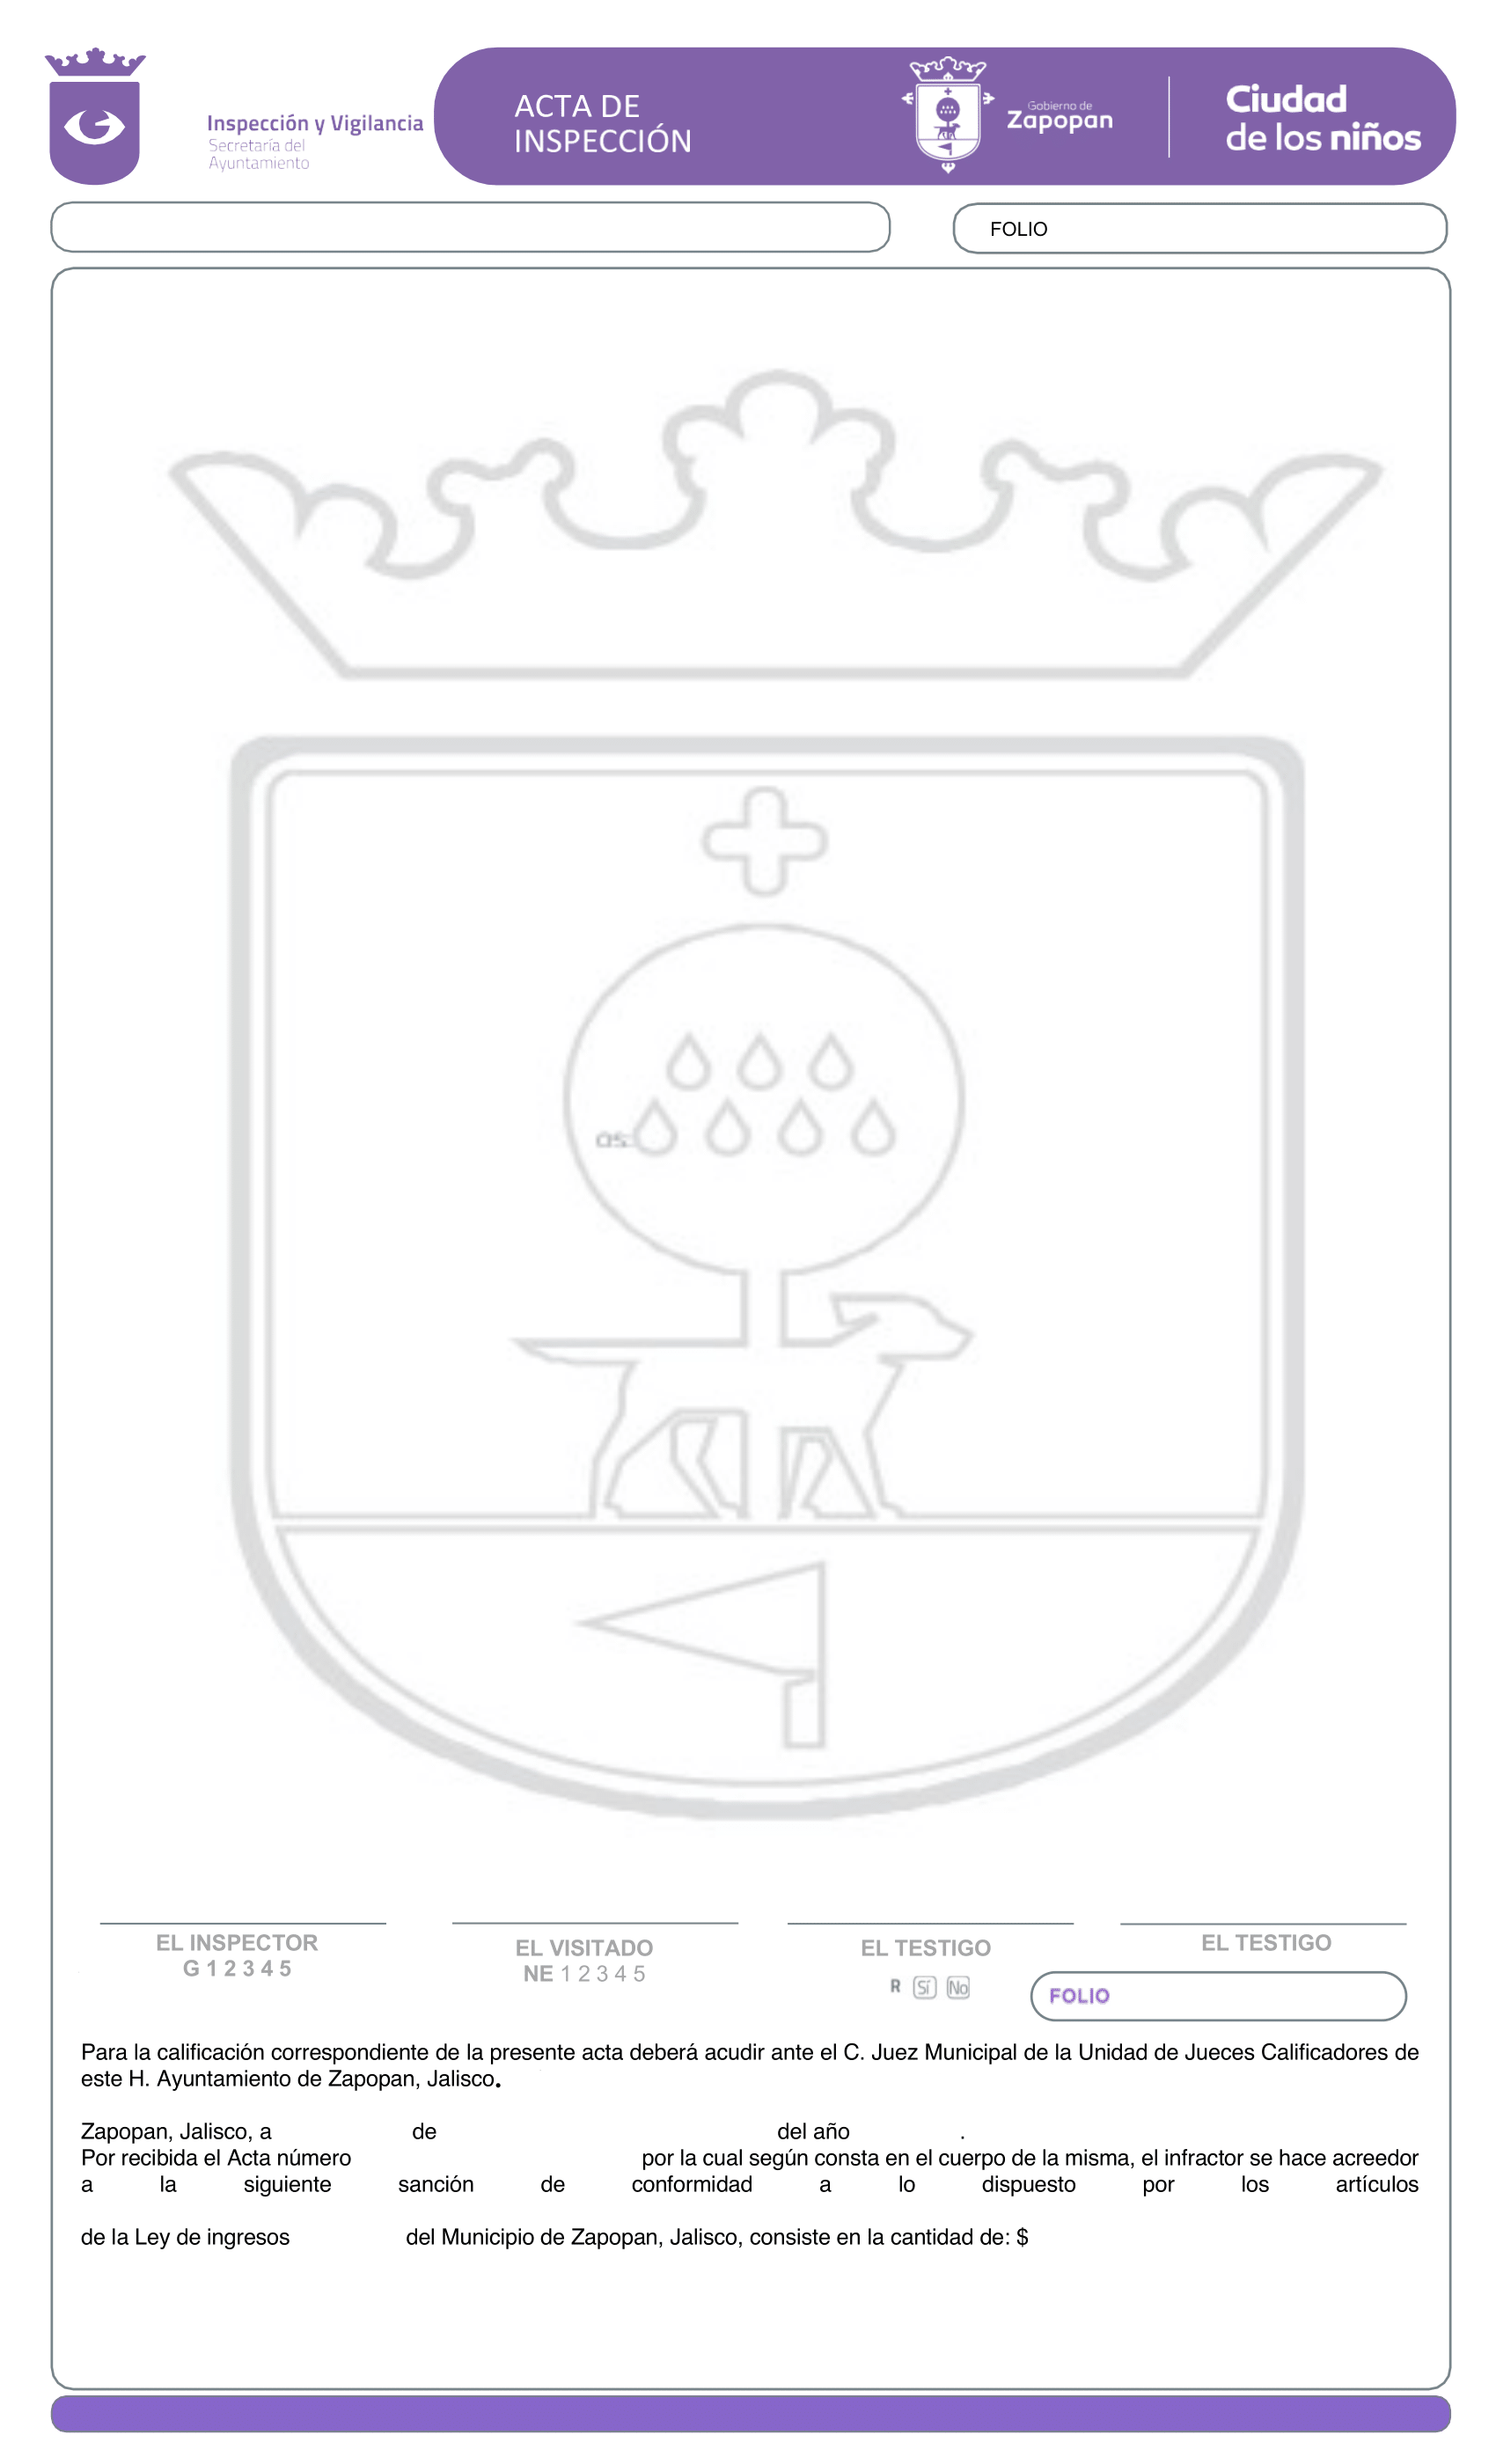 Inspección y Vigilancia
Secretaría del
Ayuntamiento
ACTA DE
INSPECCIÓN
Gobierno de
Zapopan
Ciudad
de los niños
FOLIO
os:
EL INSPECTOR
G 1 2 3 4 5
EL VISITADO
NE 1 2 3 4 5
EL TESTIGO
R Sí No
EL TESTIGO
FOLIO
Para la calificación correspondiente de la presente acta deberá acudir ante el C. Juez Municipal de la Unidad de Jueces Calificadores de
este H. Ayuntamiento de Zapopan, Jalisco.
Zapopan, Jalisco, a de del año .
Por recibida el Acta número por la cual según consta en el cuerpo de la misma, el infractor se hace acreedor
a la siguiente sanción de conformidad a lo dispuesto por los artículos
de la Ley de ingresos del Municipio de Zapopan, Jalisco, consiste en la cantidad de: $